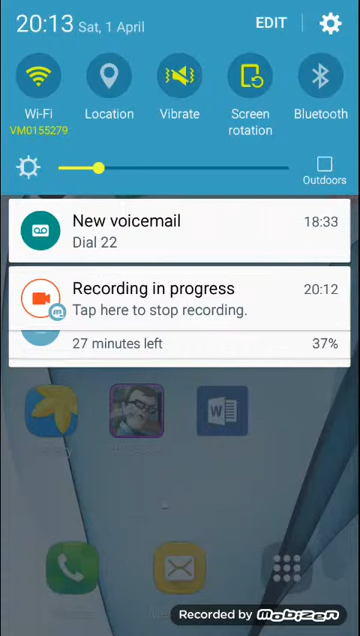 20:13 Sat, 1 April EDIT
Wi-Fi Location Vibrate Screen rotation Bluetooth
VM0155279
Outdoors
New voicemail 18:33
Dial 22
Recording in progress 20:12
Tap here to stop recording.
27 minutes left 37%
W
Recorded by mobizen